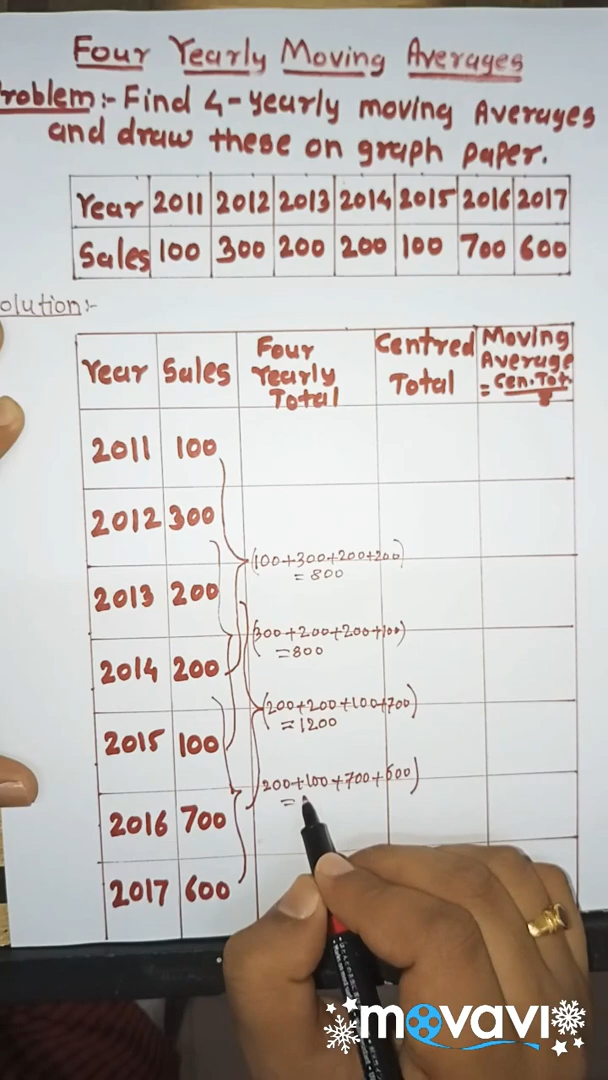 Four Yearly Moving Averages
Problem:- Find 4-yearly moving Averages
and draw these on graph paper.
Year 2011 2012 2013 2014 2015 2016 2017
Sales 100 300 200 200 100 700 600
olution:-
Year Sales Four Yearly Total Centred Total Moving Average = Cen.Tot. 8
2011 100
2012 300
(100+300+200+200)
=800
2013 200
(300+200+200+100)
=800
2014 200
(200+200+100+700)
=1200
2015 100
(200+100+700+600)
=
2016 700
2017 600
movavi